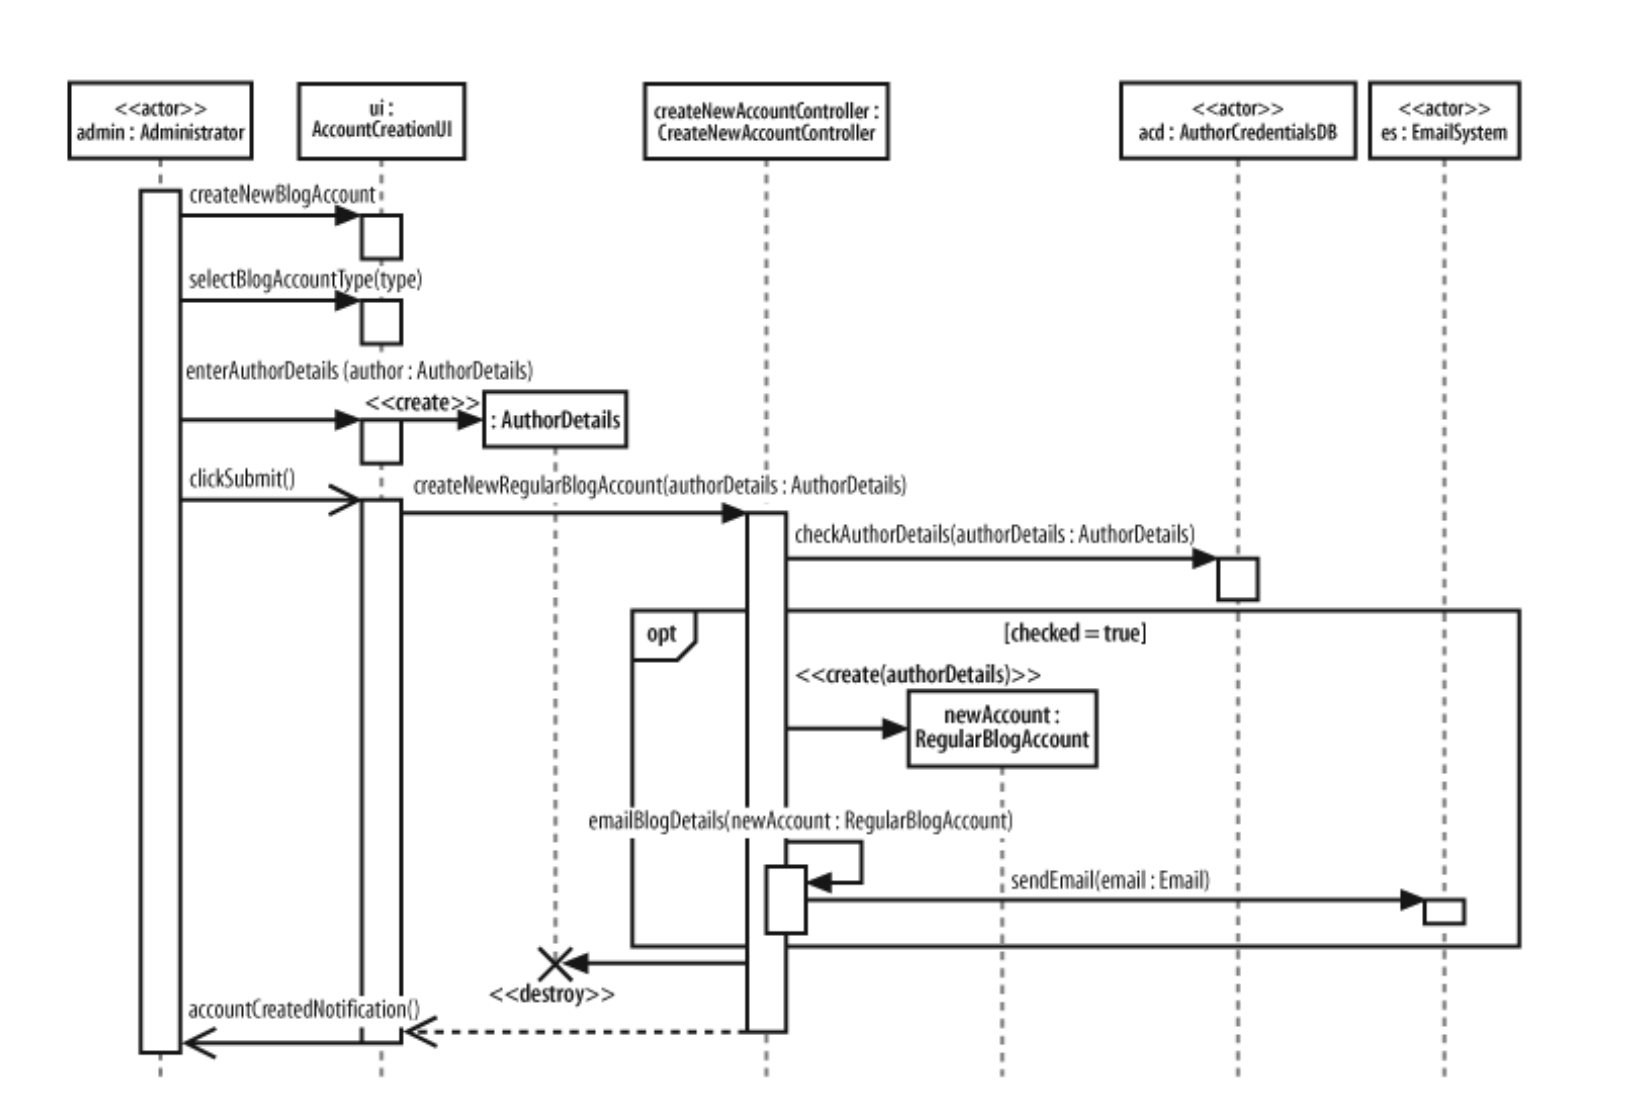 <<actor>>
admin : Administrator
ui :
AccountCreationUI
createNewAccountController :
CreateNewAccountController
<<actor>>
acd : AuthorCredentialsDB
<<actor>>
es : EmailSystem
createNewBlogAccount
selectBlogAccountType(type)
enterAuthorDetails (author : AuthorDetails)
<<create>>
: AuthorDetails
clickSubmit()
createNewRegularBlogAccount(authorDetails : AuthorDetails)
checkAuthorDetails(authorDetails : AuthorDetails)
opt
[checked = true]
<<create(authorDetails)>>
newAccount :
RegularBlogAccount
emailBlogDetails(newAccount : RegularBlogAccount)
sendEmail(email : Email)
<<destroy>>
accountCreatedNotification()